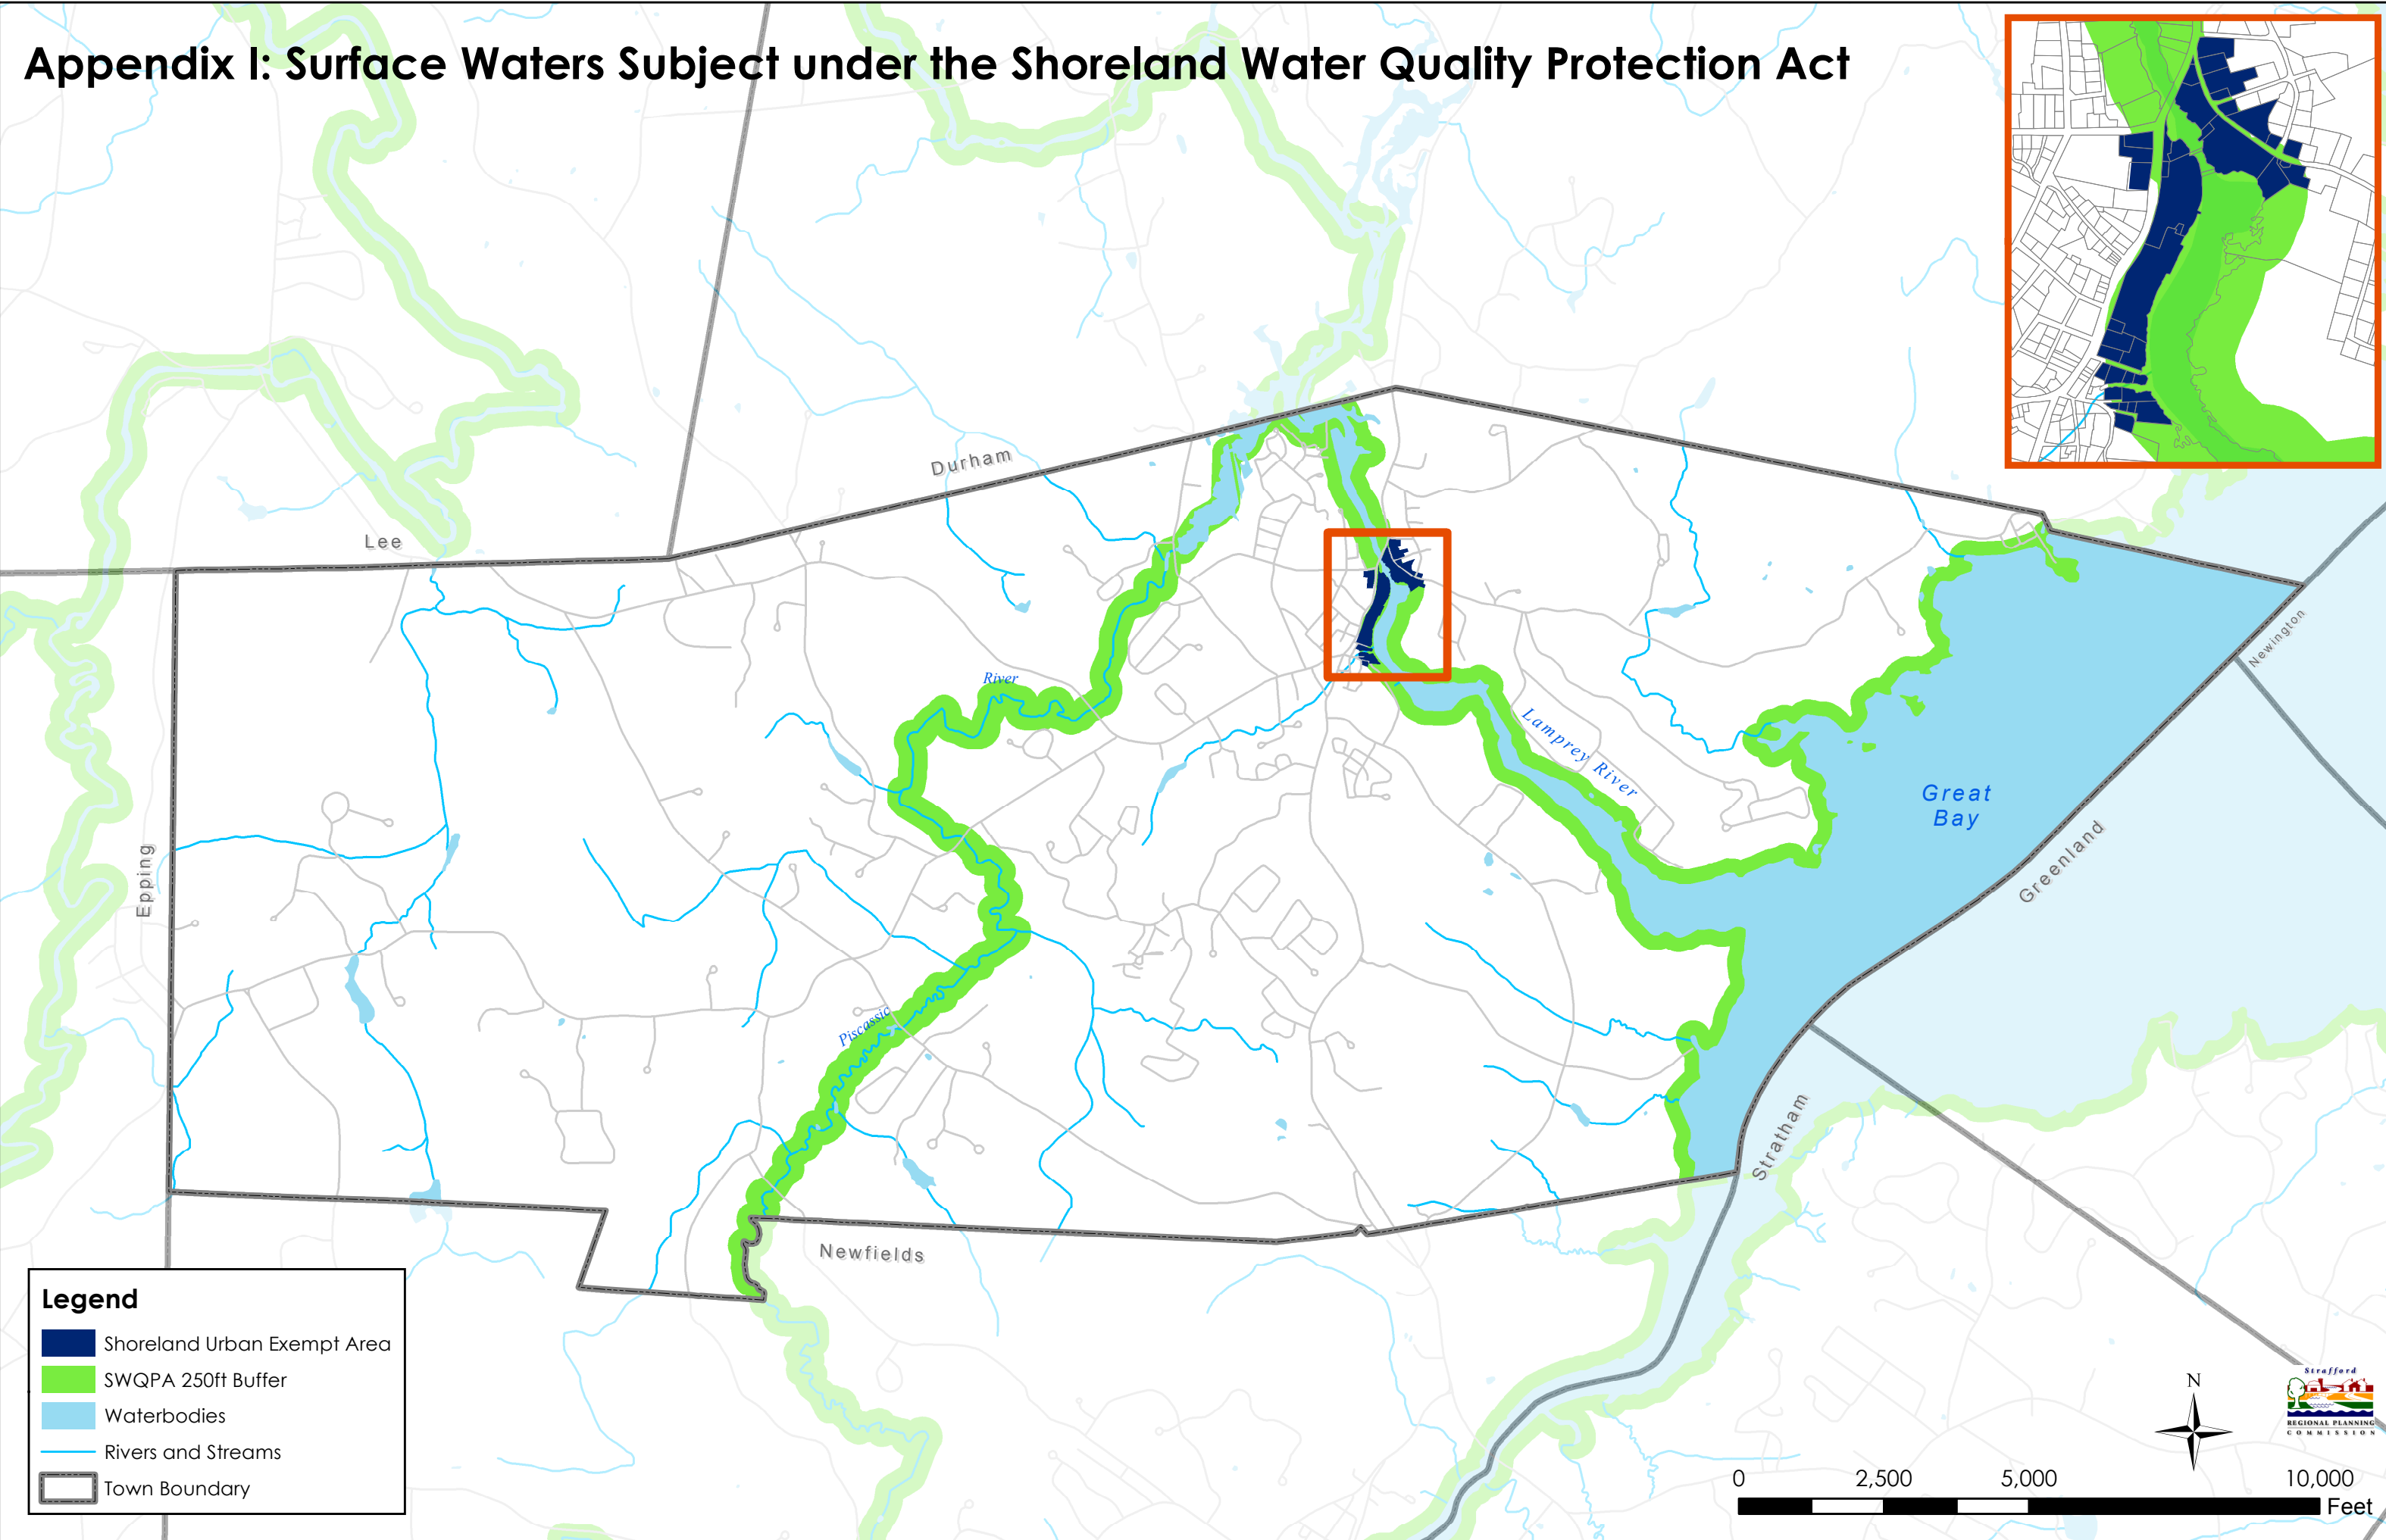 Appendix I: Surface Waters Subject under the Shoreland Water Quality Protection Act
Durham
Lee
Newington
River
Lamprey River
Great
Bay
Greenland
Epping
Piscassic
Stratham
Newfields
Legend
Shoreland Urban Exempt Area
SWQPA 250ft Buffer
Waterbodies
Rivers and Streams
Town Boundary
N
Strafford
REGIONAL PLANNING
COMMISSION
0 2,500 5,000 10,000
Feet